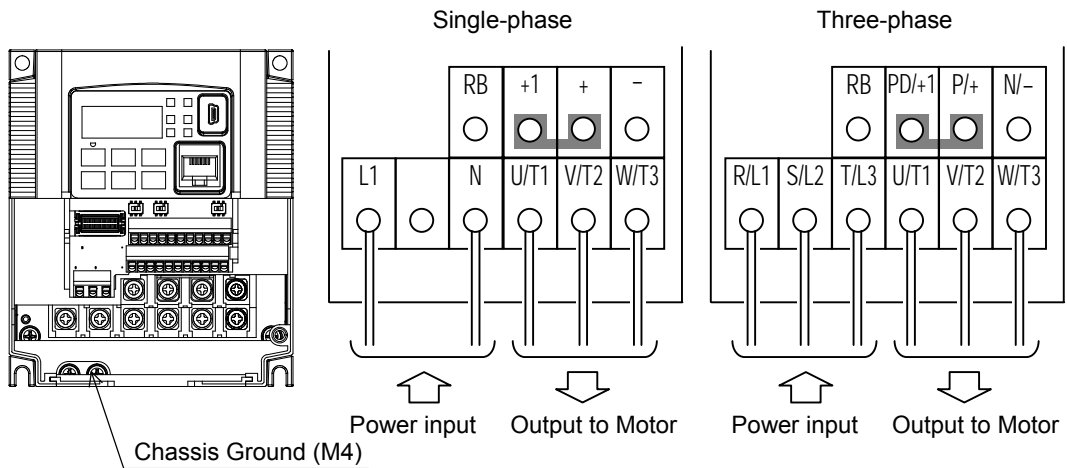 Single-phase
Three-phase
RB +1 + −
L1 N U/T1 V/T2 W/T3
RB PD/+1 P/+ N/−
R/L1 S/L2 T/L3 U/T1 V/T2 W/T3
Power input
Output to Motor
Power input
Output to Motor
Chassis Ground (M4)